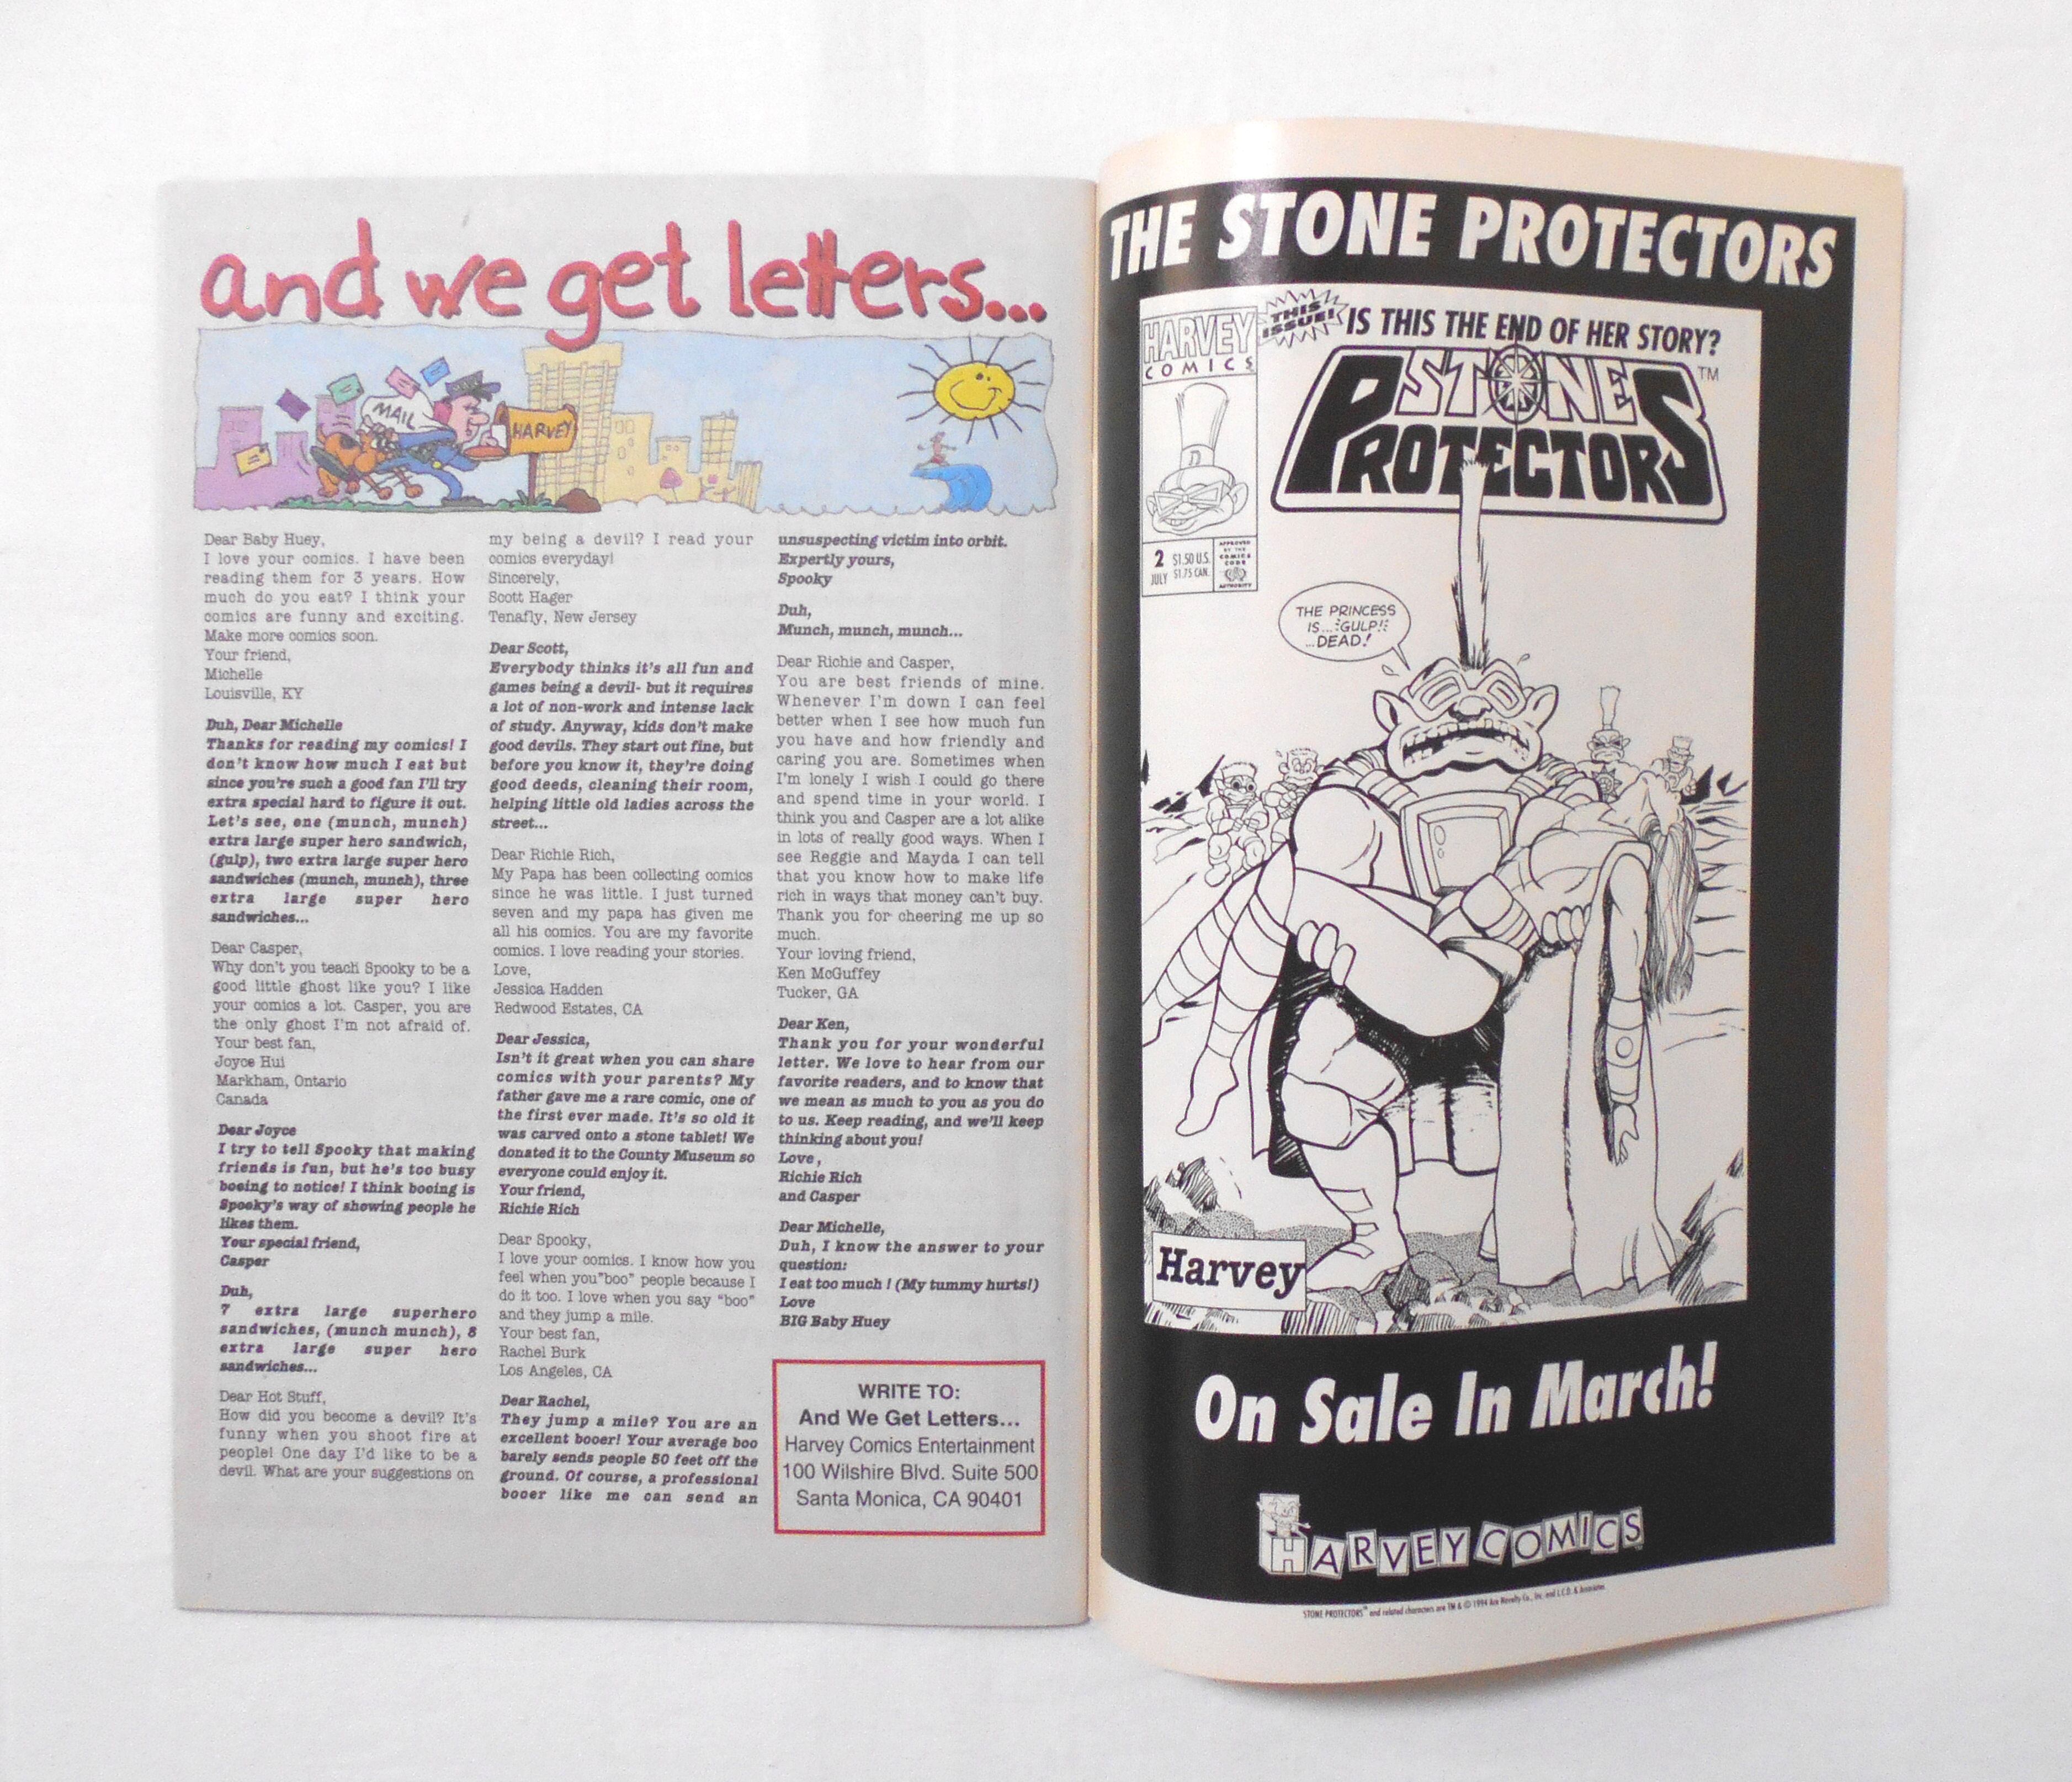 and we get letters...
MAIL
HARVEY
Dear Baby Huey,
I love your comics. I have been
reading them for 3 years. How
much do you eat? I think your
comics are funny and exciting.
Make more comics soon.
Your friend,
Michelle
Louisville, KY
Duh, Dear Michelle
Thanks for reading my comics! I
don't know how much I eat but
since you're such a good fan I'll try
extra special hard to figure it out.
Let's see, one (munch, munch)
extra large super hero sandwich,
(gulp), two extra large super hero
sandwiches (munch, munch), three
extra large super hero
sandwiches...
Dear Casper,
Why don't you teach Spooky to be a
good little ghost like you? I like
your comics a lot. Casper, you are
the only ghost I'm not afraid of.
Your best fan,
Joyce Hui
Markham, Ontario
Canada
Dear Joyce
I try to tell Spooky that making
friends is fun, but he's too busy
booing to notice! I think booing is
Spooky's way of showing people he
likes them.
Your special friend,
Casper
Duh,
7 extra large superhero
sandwiches, (munch munch), 8
extra large super hero
sandwiches...
Dear Hot Stuff,
How did you become a devil? It's
funny when you shoot fire at
people! One day I'd like to be a
devil. What are your suggestions on
my being a devil? I read your
comics everyday!
Sincerely,
Scott Hager
Tenafly, New Jersey
Dear Scott,
Everybody thinks it's all fun and
games being a devil- but it requires
a lot of non-work and intense lack
of study. Anyway, kids don't make
good devils. They start out fine, but
before you know it, they're doing
good deeds, cleaning their room,
helping little old ladies across the
street...
Dear Richie Rich,
My Papa has been collecting comics
since he was little. I just turned
seven and my papa has given me
all his comics. You are my favorite
comics. I love reading your stories.
Love,
Jessica Hadden
Redwood Estates, CA
Dear Jessica,
Isn't it great when you can share
comics with your parents? My
father gave me a rare comic, one of
the first ever made. It's so old it
was carved onto a stone tablet! We
donated it to the County Museum so
everyone could enjoy it.
Your friend,
Richie Rich
Dear Spooky,
I love your comics. I know how you
feel when you"boo" people because I
do it too. I love when you say "boo"
and they jump a mile.
Your best fan,
Rachel Burk
Los Angeles, CA
Dear Rachel,
They jump a mile? You are an
excellent booer! Your average boo
barely sends people 50 feet off the
ground. Of course, a professional
booer like me can send an
unsuspecting victim into orbit.
Expertly yours,
Spooky
Duh,
Munch, munch, munch...
Dear Richie and Casper,
You are best friends of mine.
Whenever I'm down I can feel
better when I see how much fun
you have and how friendly and
caring you are. Sometimes when
I'm lonely I wish I could go there
and spend time in your world. I
think you and Casper are a lot alike
in lots of really good ways. When I
see Reggie and Mayda I can tell
that you know how to make life
rich in ways that money can't buy.
Thank you for cheering me up so
much.
Your loving friend,
Ken McGuffey
Tucker, GA
Dear Ken,
Thank you for your wonderful
letter. We love to hear from our
favorite readers, and to know that
we mean as much to you as you do
to us. Keep reading, and we'll keep
thinking about you!
Love,
Richie Rich
and Casper
Dear Michelle,
Duh, I know the answer to your
question:
I eat too much ! (My tummy hurts!)
Love
BIG Baby Huey
WRITE TO:
And We Get Letters...
Harvey Comics Entertainment
100 Wilshire Blvd. Suite 500
Santa Monica, CA 90401
THE STONE PROTECTORS
HARVEY
COMICS
THIS
ISSUE!
IS THIS THE END OF HER STORY?
STONE
PROTECTORS
TM
2
JULY
$1.50 U.S.
$1.75 CAN.
APPROVED
BY THE
COMICS
CODE
AUTHORITY
THE PRINCESS
IS...GULP!
...DEAD!
Harvey
On Sale In March!
HARVEY COMICS
STONE PROTECTORS™ and related characters are TM & © 1994 Ace Novelty Co., Inc. and L.C.D. & Associates